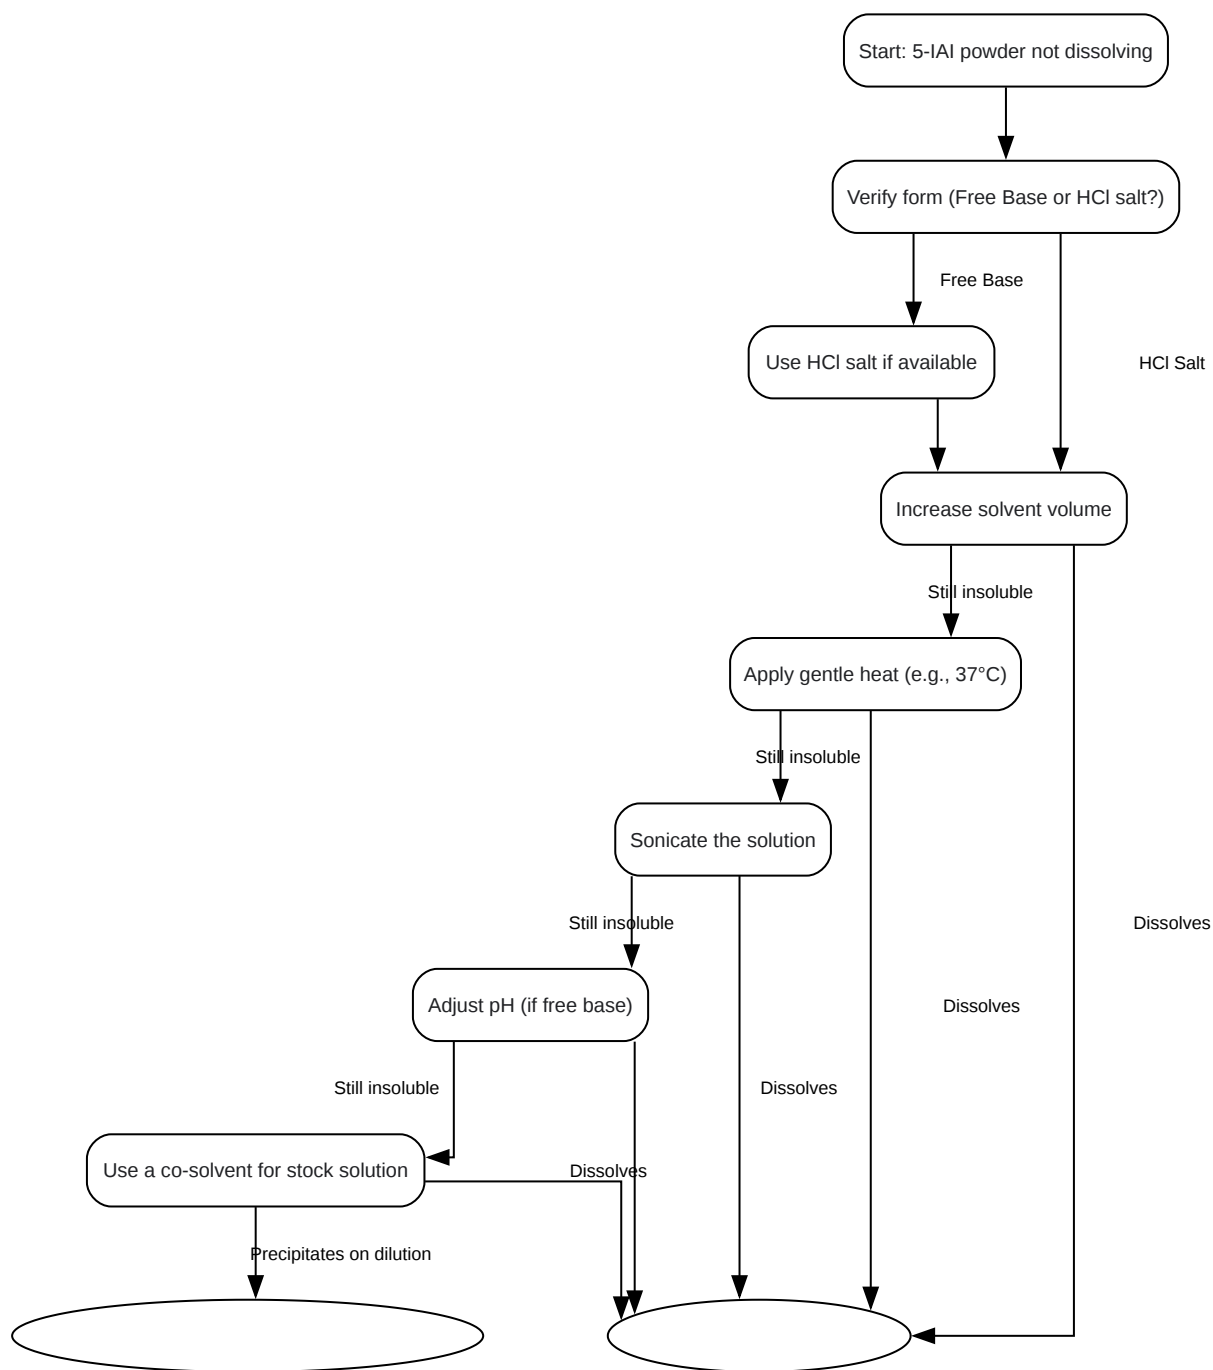 Start: 5-IAI powder not dissolving
Verify form (Free Base or HCl salt?)
Free Base
Use HCl salt if available
HCl Salt
Increase solvent volume
Still insoluble
Apply gentle heat (e.g., 37°C)
Still insoluble
Sonicate the solution
Still insoluble
Dissolves
Adjust pH (if free base)
Dissolves
Still insoluble
Dissolves
Use a co-solvent for stock solution
Dissolves
Precipitates on dilution